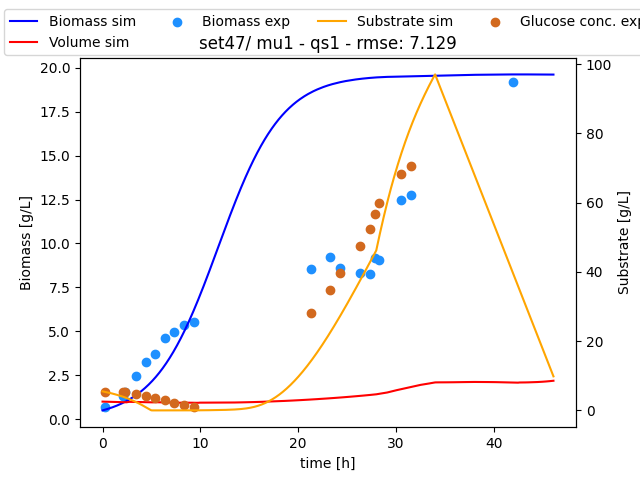 Biomass sim
Biomass exp
Substrate sim
Glucose conc. exp
Volume sim
set47/ mu1 - qs1 - rmse: 7.129
20.0
17.5
15.0
12.5
10.0
7.5
5.0
2.5
0.0
Biomass [g/L]
100
80
60
40
20
0
Substrate [g/L]
0
10
20
30
40
time [h]